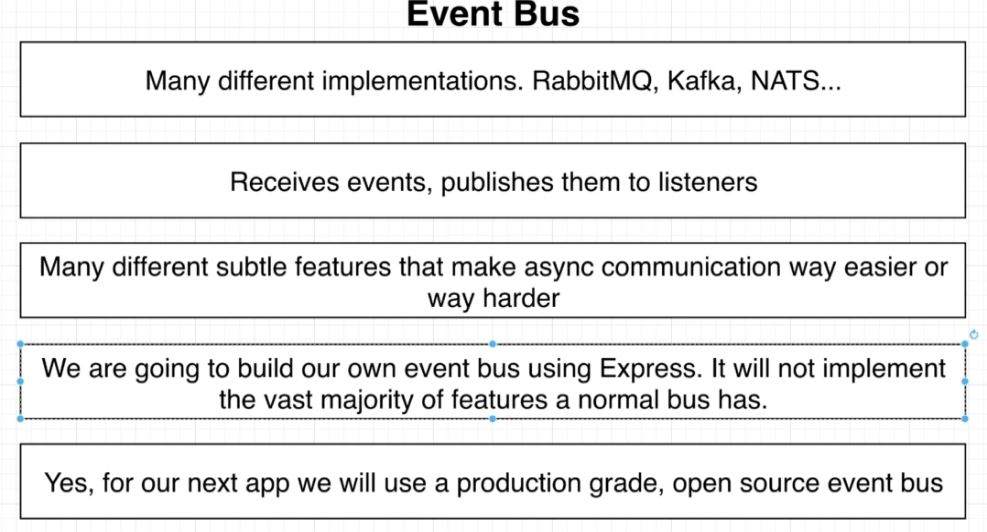 Event Bus
Many different implementations. RabbitMQ, Kafka, NATS...
Receives events, publishes them to listeners
Many different subtle features that make async communication way easier or
way harder
We are going to build our own event bus using Express. It will not implement
the vast majority of features a normal bus has.
Yes, for our next app we will use a production grade, open source event bus